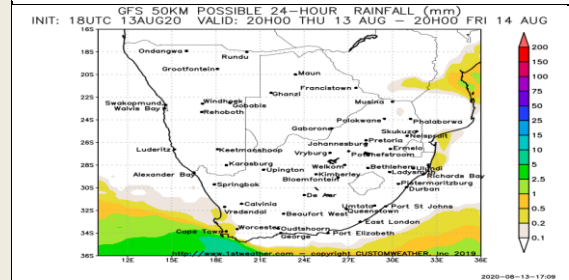 GFS 50KM POSSIBLE 24-HOUR RAINFALL (mm)
INIT: 18UTC 13AUG20 VALID: 20H00 THU 13 AUG - 20H00 FRI 14 AUG
16S
18S
20S
22S
24S
26S
28S
30S
32S
34S
36S
Ondangwa
Rundu
Grootfontein
Maun
Francistown
Ghanzi
Musina
Swakopmund
Walvis Bay
Windhoek
Gobabis
Rehoboth
Polokwane
Phalaborwa
Skukuza
Nelspruit
Gaborone
Pretoria
Johannesburg
Ermelo
Luderitz
Keetmanshoop
Vryburg
Potchefstroom
Karasburg
Welkom
Bethlehem
Ulundi
Ladysmith
Richards Bay
Alexander Bay
Upington
Kimberley
Bloemfontein
Pietermaritzburg
Durban
Springbok
De Aar
Calvinia
Umtata
Port St Johns
Vredendal
Beaufort West
Queenstown
East London
Cape Town
Worcester
Oudtshoorn
George
Port Elizabeth
http://www.1stweather.com - copyright CUSTOMWEATHER, Inc 2019
12E 15E 18E 21E 24E 27E 30E 33E 36E
200
150
100
75
50
25
15
10
5
2.5
1
0.5
0.2
0.1
2020-08-13-17:09